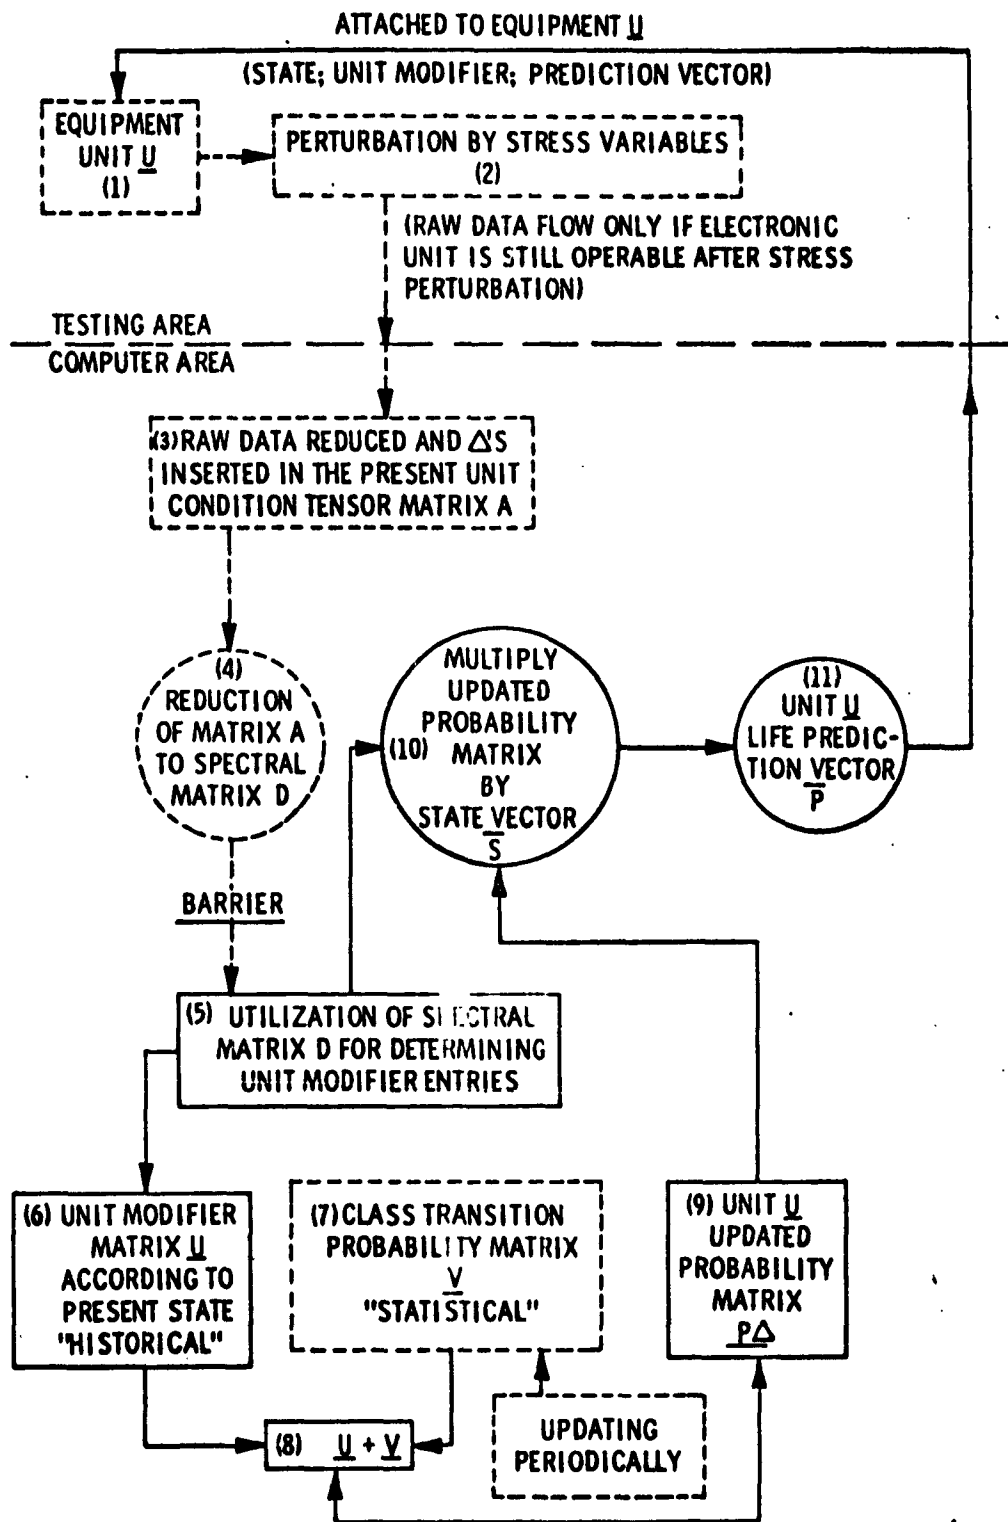 ATTACHED TO EQUIPMENT U
(STATE; UNIT MODIFIER; PREDICTION VECTOR)
EQUIPMENT
UNIT U
(1)
PERTURBATION BY STRESS VARIABLES
(2)
(RAW DATA FLOW ONLY IF ELECTRONIC
UNIT IS STILL OPERABLE AFTER STRESS
PERTURBATION)
TESTING AREA
COMPUTER AREA
(3) RAW DATA REDUCED AND Δ'S
INSERTED IN THE PRESENT UNIT
CONDITION TENSOR MATRIX A
(4)
REDUCTION
OF MATRIX A
TO SPECTRAL
MATRIX D
MULTIPLY
UPDATED
PROBABILITY
(10) MATRIX
BY
STATE VECTOR
S
(11)
UNIT U
LIFE PREDIC-
TION VECTOR
P
BARRIER
(5) UTILIZATION OF SPECTRAL
MATRIX D FOR DETERMINING
UNIT MODIFIER ENTRIES
(6) UNIT MODIFIER
MATRIX U
ACCORDING TO
PRESENT STATE
"HISTORICAL"
(7) CLASS TRANSITION
PROBABILITY MATRIX
V
"STATISTICAL"
(9) UNIT U
UPDATED
PROBABILITY
MATRIX
PΔ
(8) U + V
UPDATING
PERIODICALLY